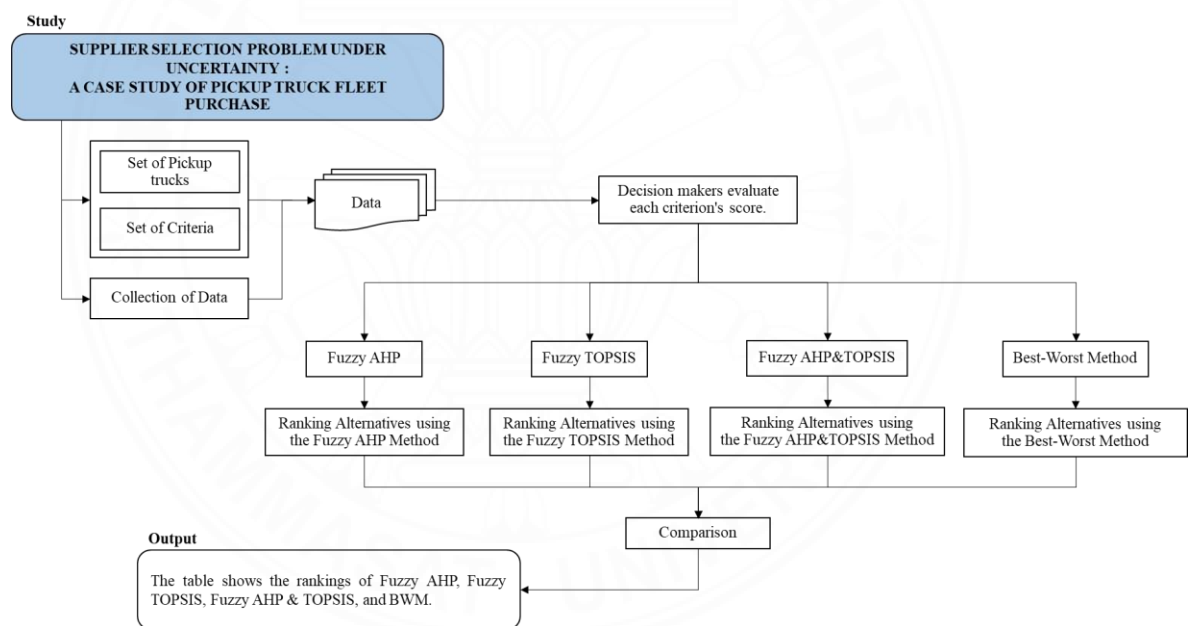 Study
SUPPLIER SELECTION PROBLEM UNDER
UNCERTAINTY :
A CASE STUDY OF PICKUP TRUCK FLEET
PURCHASE
Set of Pickup
trucks
Set of Criteria
Collection of Data
Data
Decision makers evaluate
each criterion's score.
Fuzzy AHP
Fuzzy TOPSIS
Fuzzy AHP&TOPSIS
Best-Worst Method
Ranking Alternatives using
the Fuzzy AHP Method
Ranking Alternatives using
the Fuzzy TOPSIS Method
Ranking Alternatives using
the Fuzzy AHP&TOPSIS Method
Ranking Alternatives using
the Best-Worst Method
Comparison
Output
The table shows the rankings of Fuzzy AHP, Fuzzy
TOPSIS, Fuzzy AHP & TOPSIS, and BWM.
THAMMASAT UNIVERSITY